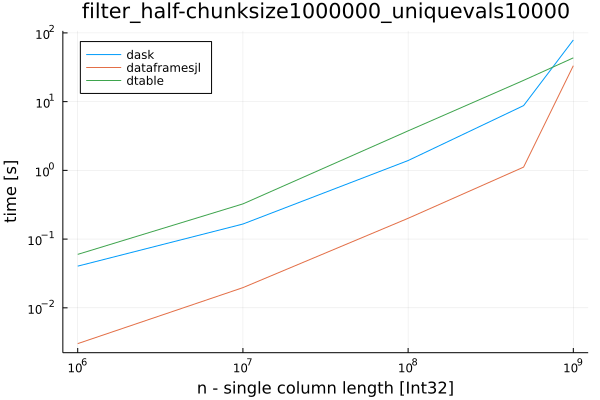 filter_half-chunksize1000000_uniquevals10000
dask
dataframesjl
dtable
time [s]
10²
10¹
10⁰
10⁻¹
10⁻²
10⁶ 10⁷ 10⁸ 10⁹
n - single column length [Int32]